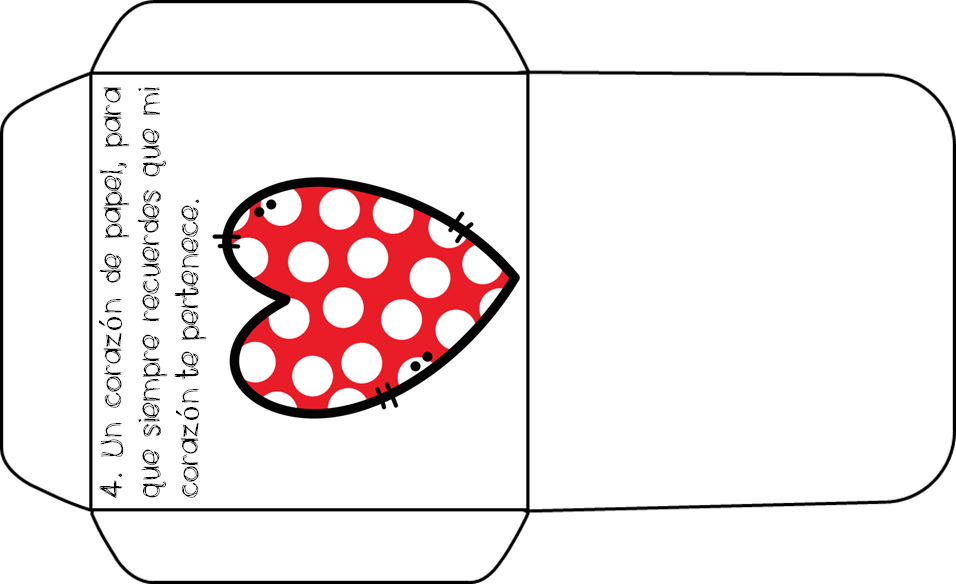 4. Un corazón de papel, para
que siempre recuerdes que mi
corazón te pertenece.